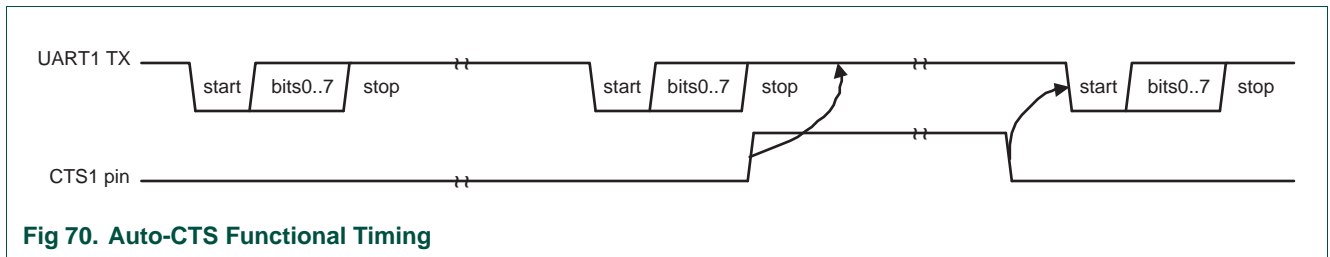 UART1 TX
start bits0..7 stop start bits0..7 stop start bits0..7 stop
CTS1 pin
Fig 70. Auto-CTS Functional Timing